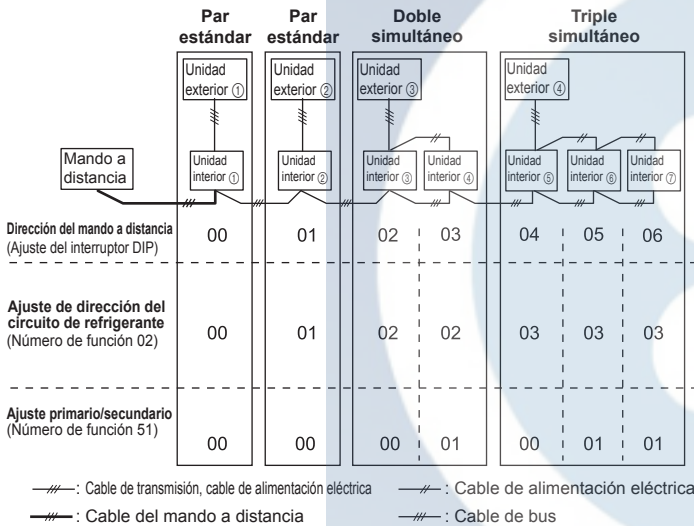 Par estándar
Par estándar
Doble simultáneo
Triple simultáneo
Unidad exterior ①
Unidad exterior ②
Unidad exterior ③
Unidad exterior ④
Mando a distancia
Unidad interior ①
Unidad interior ②
Unidad interior ③
Unidad interior ④
Unidad interior ⑤
Unidad interior ⑥
Unidad interior ⑦
Dirección del mando a distancia
(Ajuste del interruptor DIP)
00 01 02 03 04 05 06
Ajuste de dirección del
circuito de refrigerante
(Número de función 02)
00 01 02 02 03 03 03
Ajuste primario/secundario
(Número de función 51)
00 00 00 01 00 01 01
: Cable de transmisión, cable de alimentación eléctrica
: Cable de alimentación eléctrica
: Cable del mando a distancia
: Cable de bus